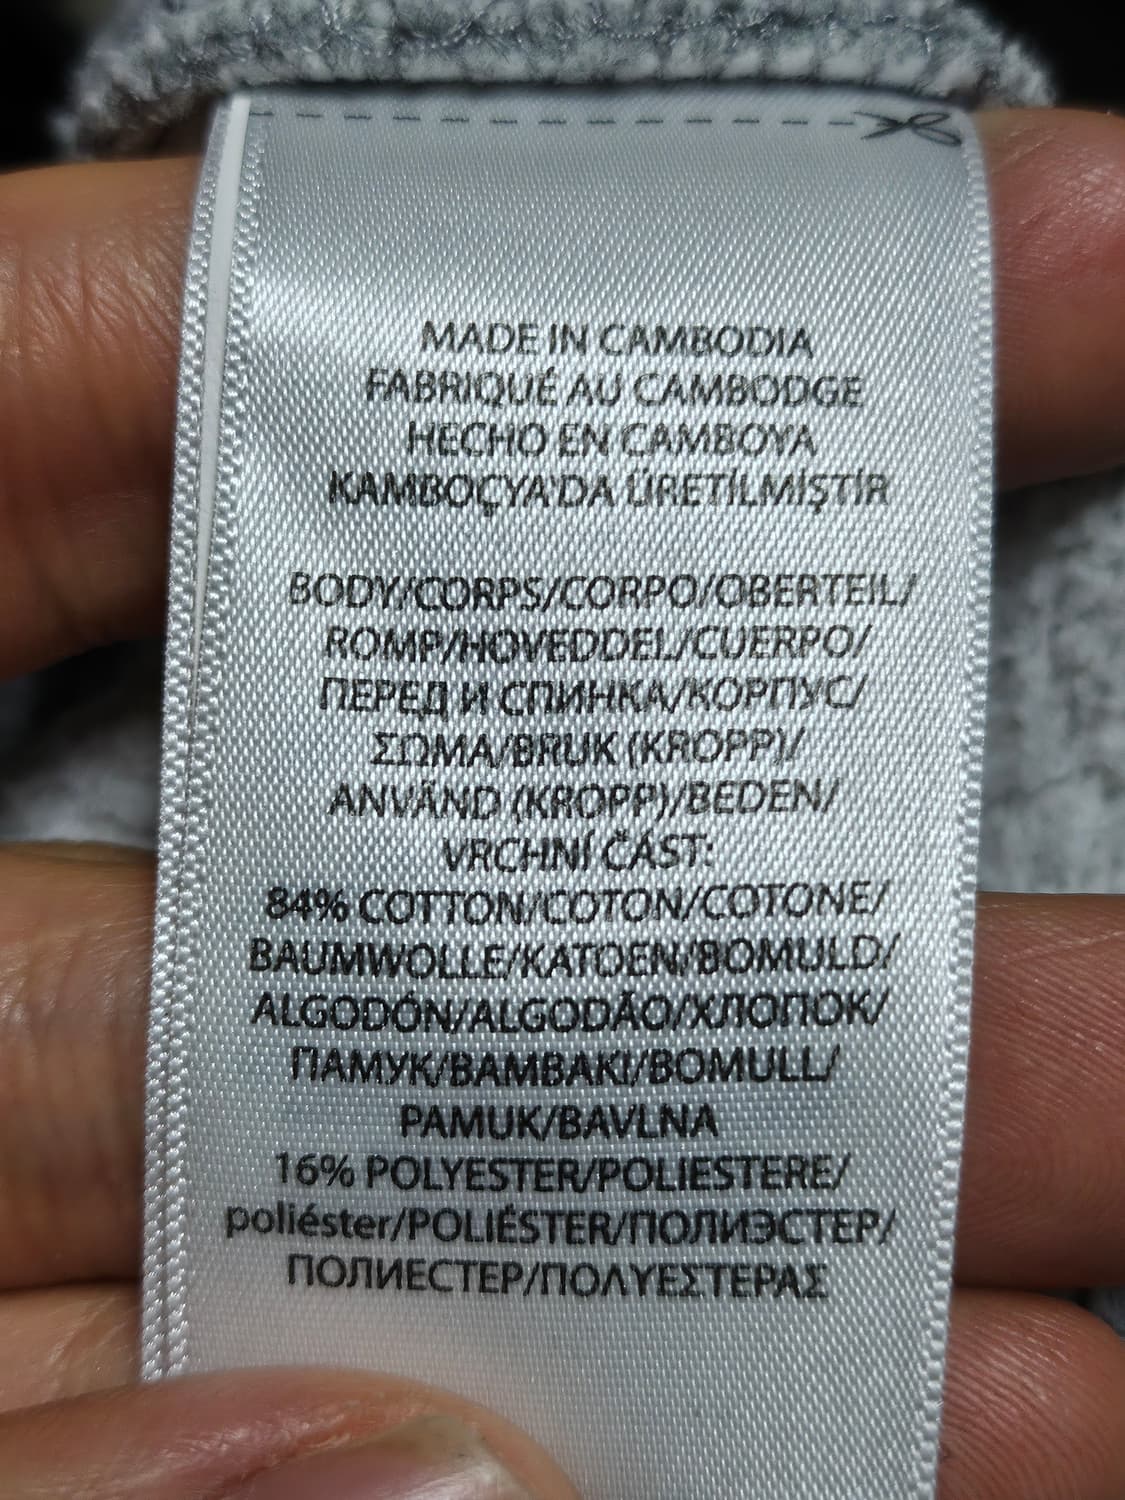 MADE IN CAMBODIA
FABRIQUÉ AU CAMBODGE
HECHO EN CAMBOYA
KAMBOÇYA'DA ÜRETİLMİŞTİR
BODY/CORPS/CORPO/OBERTEIL/
ROMP/HOVEDDEL/CUERPO/
ПЕРЕД И СПИНКА/КОРПУС/
ΣΩΜΑ/BRUK (KROPP)/
ANVÄND (KROPP)/BEDEN/
VRCHNÍ ČÁST:
84% COTTON/COTON/COTONE/
BAUMWOLLE/KATOEN/BOMULD/
ALGODÓN/ALGODÃO/ХЛОПОК/
ПАМУК/ΒΑΜΒΑΚΙ/BOMULL/
PAMUK/BAVLNA
16% POLYESTER/POLIESTERE/
poliéster/POLIÉSTER/ПОЛИЭСТЕР/
ПОЛИЕСТЕР/ΠΟΛΥΕΣΤΕΡΑΣ